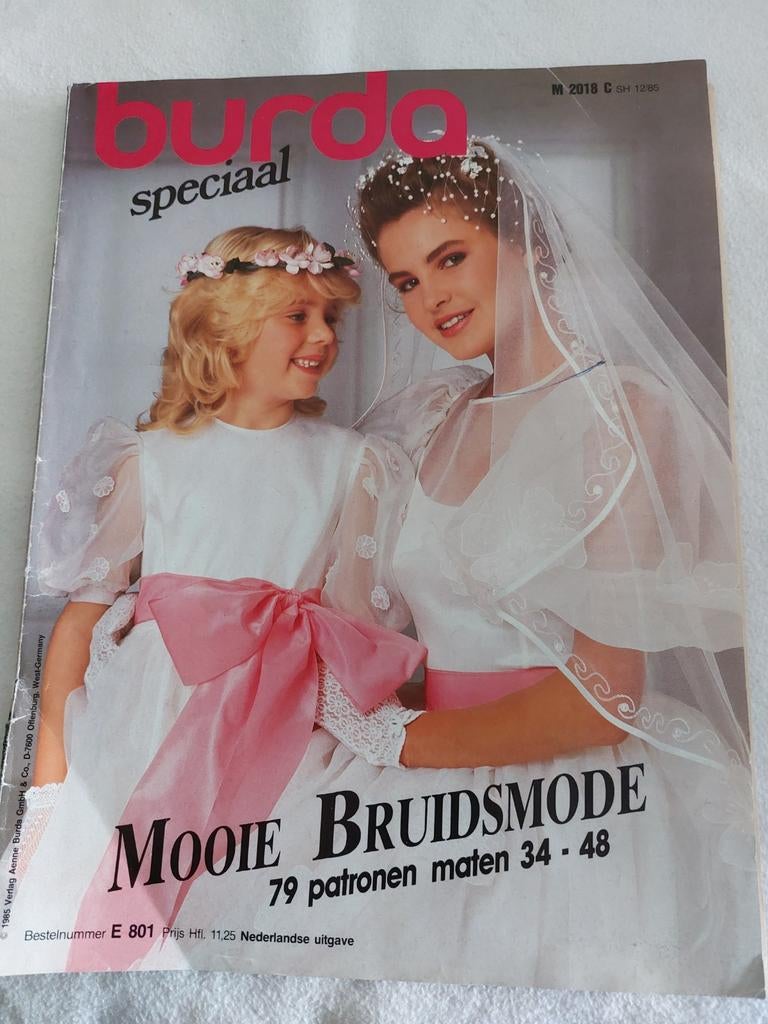 burda
speciaal
M 2018 C SH 12/85
© 1985 Verlag Aenne Burda GmbH & Co., D-7600 Offenburg. West-Germany
MOOIE BRUIDSMODE
79 patronen maten 34 - 48
Bestelnummer E 801 Prijs Hfl. 11,25 Nederlandse uitgave